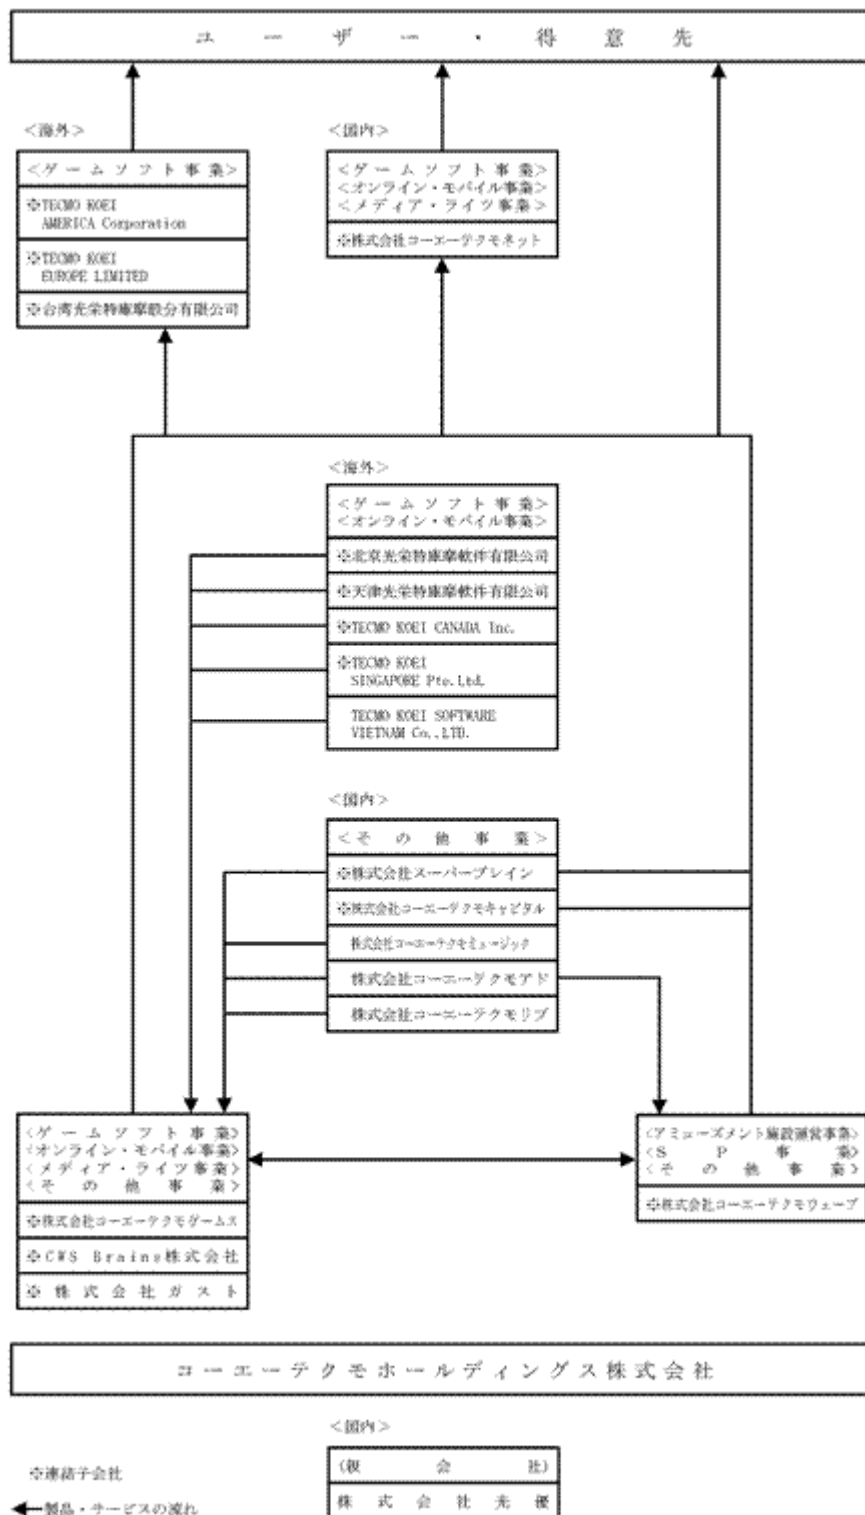 ユーザー・得意先
<海外>
<ゲームソフト事業>
※TECMO KOEI
AMERICA Corporation
※TECMO KOEI
EUROPE LIMITED
※台湾光栄特庫摩股分有限公司
<国内>
<ゲームソフト事業>
<オンライン・モバイル事業>
<メディア・ライツ事業>
※株式会社コーエーテクモネット
<海外>
<ゲームソフト事業>
<オンライン・モバイル事業>
※北京光栄特庫摩軟件有限公司
※天津光栄特庫摩軟件有限公司
※TECMO KOEI CANADA Inc.
※TECMO KOEI
SINGAPORE Pte.Ltd.
TECMO KOEI SOFTWARE
VIETNAM Co.,LTD.
<国内>
<その他事業>
※株式会社スーパーブレイン
※株式会社コーエーテクモキャピタル
株式会社コーエーテクモミュージック
株式会社コーエーテクモアド
株式会社コーエーテクモリブ
<ゲームソフト事業>
<オンライン・モバイル事業>
<メディア・ライツ事業>
<その他事業>
※株式会社コーエーテクモゲームス
※CWS Brains株式会社
※株式会社ガスト
<アミューズメント施設運営事業>
<SP事業>
<その他事業>
※株式会社コーエーテクモウェーブ
コーエーテクモホールディングス株式会社
<国内>
(親会社)
株式会社光優
※連結子会社
製品・サービスの流れ